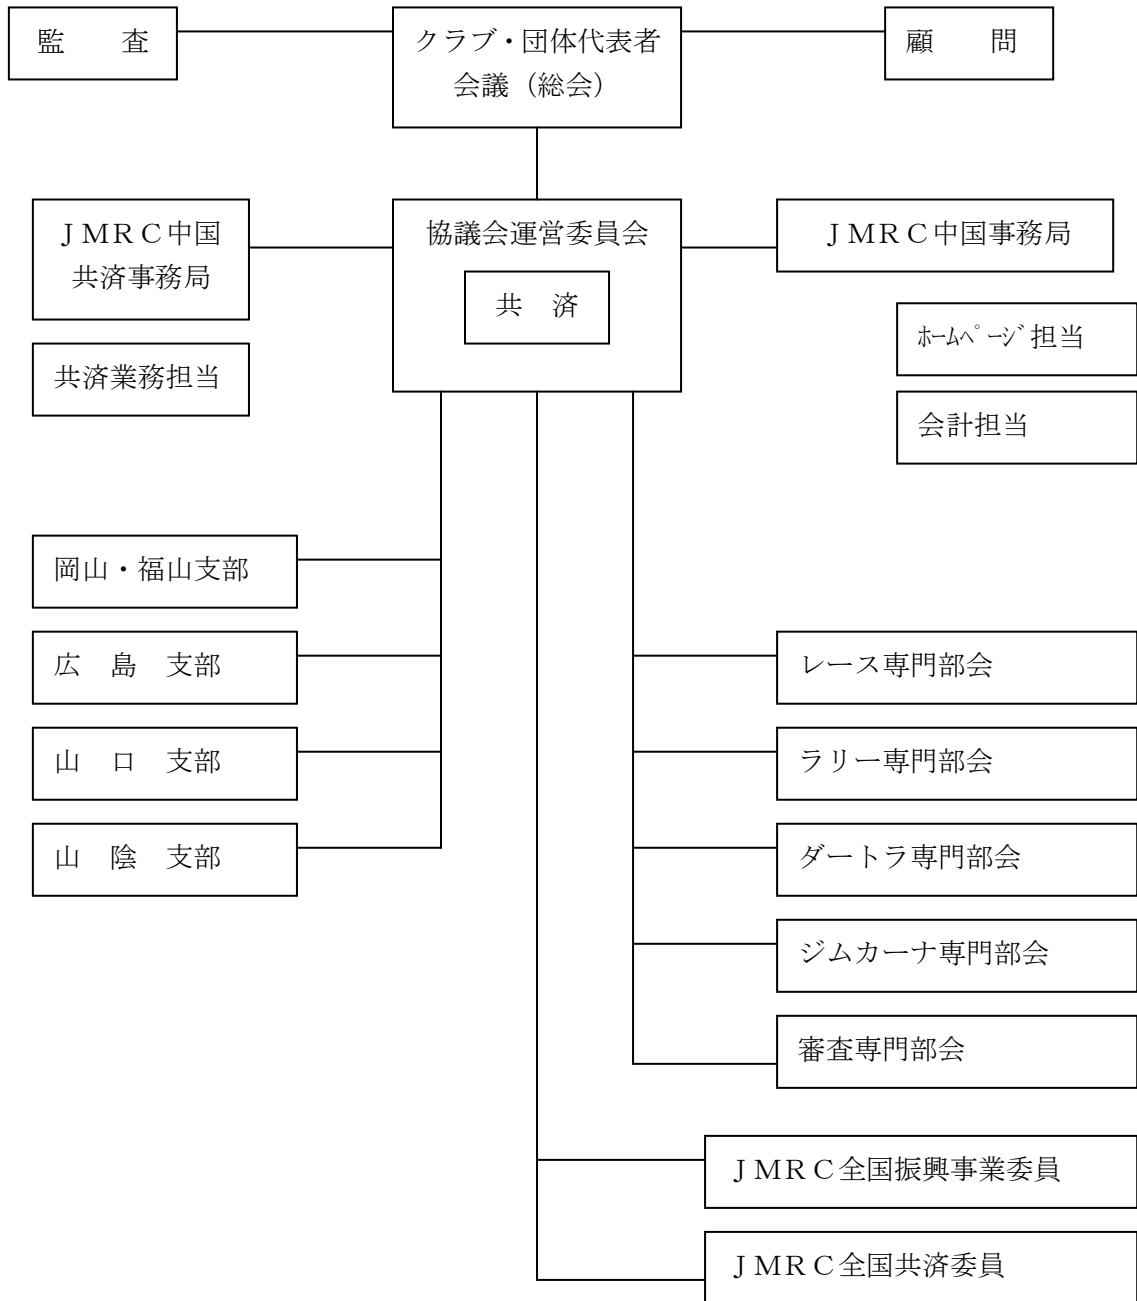 監　　査
クラブ・団体代表者
会議（総会）
顧　　問
ＪＭＲＣ中国
共済事務局
協議会運営委員会
共　済
ＪＭＲＣ中国事務局
ﾎｰﾑﾍﾟｰｼﾞ担当
共済業務担当
会計担当
岡山・福山支部
広　島　支部
山　口　支部
山　陰　支部
レース専門部会
ラリー専門部会
ダートラ専門部会
ジムカーナ専門部会
審査専門部会
ＪＭＲＣ全国振興事業委員
ＪＭＲＣ全国共済委員